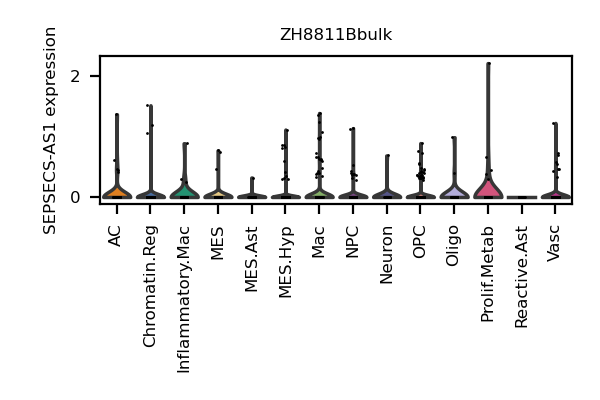 ZH8811Bbulk
SEPSECS-AS1 expression
2
0
AC
Chromatin.Reg
Inflammatory.Mac
MES
MES.Ast
MES.Hyp
Mac
NPC
Neuron
OPC
Oligo
Prolif.Metab
Reactive.Ast
Vasc